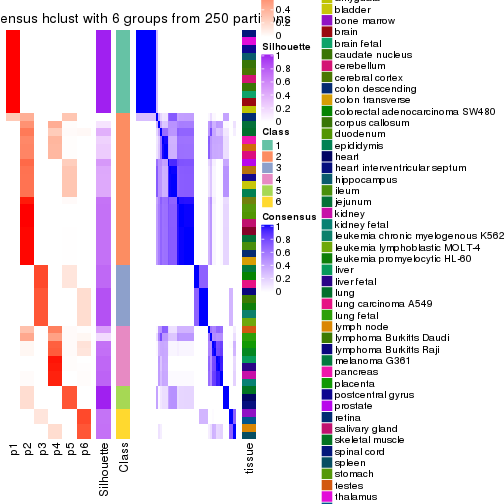 ensus hclust with 6 groups from 250 partitions
0.4
0.2
0
Silhouette
1
0.8
0.6
0.4
0.2
0
Class
1
2
3
4
5
6
Consensus
1
0.8
0.6
0.4
0.2
0
p1
p2
p3
p4
p5
p6
Silhouette
Class
tissue
bladder
bone marrow
brain
brain fetal
caudate nucleus
cerebellum
cerebral cortex
colon descending
colon transverse
colorectal adenocarcinoma SW480
corpus callosum
duodenum
epididymis
heart
heart interventricular septum
hippocampus
ileum
jejunum
kidney
kidney fetal
leukemia chronic myelogenous K562
leukemia lymphoblastic MOLT-4
leukemia promyelocytic HL-60
liver
liver fetal
lung
lung carcinoma A549
lung fetal
lymph node
lymphoma Burkitts Daudi
lymphoma Burkitts Raji
melanoma G361
pancreas
placenta
postcentral gyrus
prostate
retina
salivary gland
skeletal muscle
spinal cord
spleen
stomach
testes
thalamus